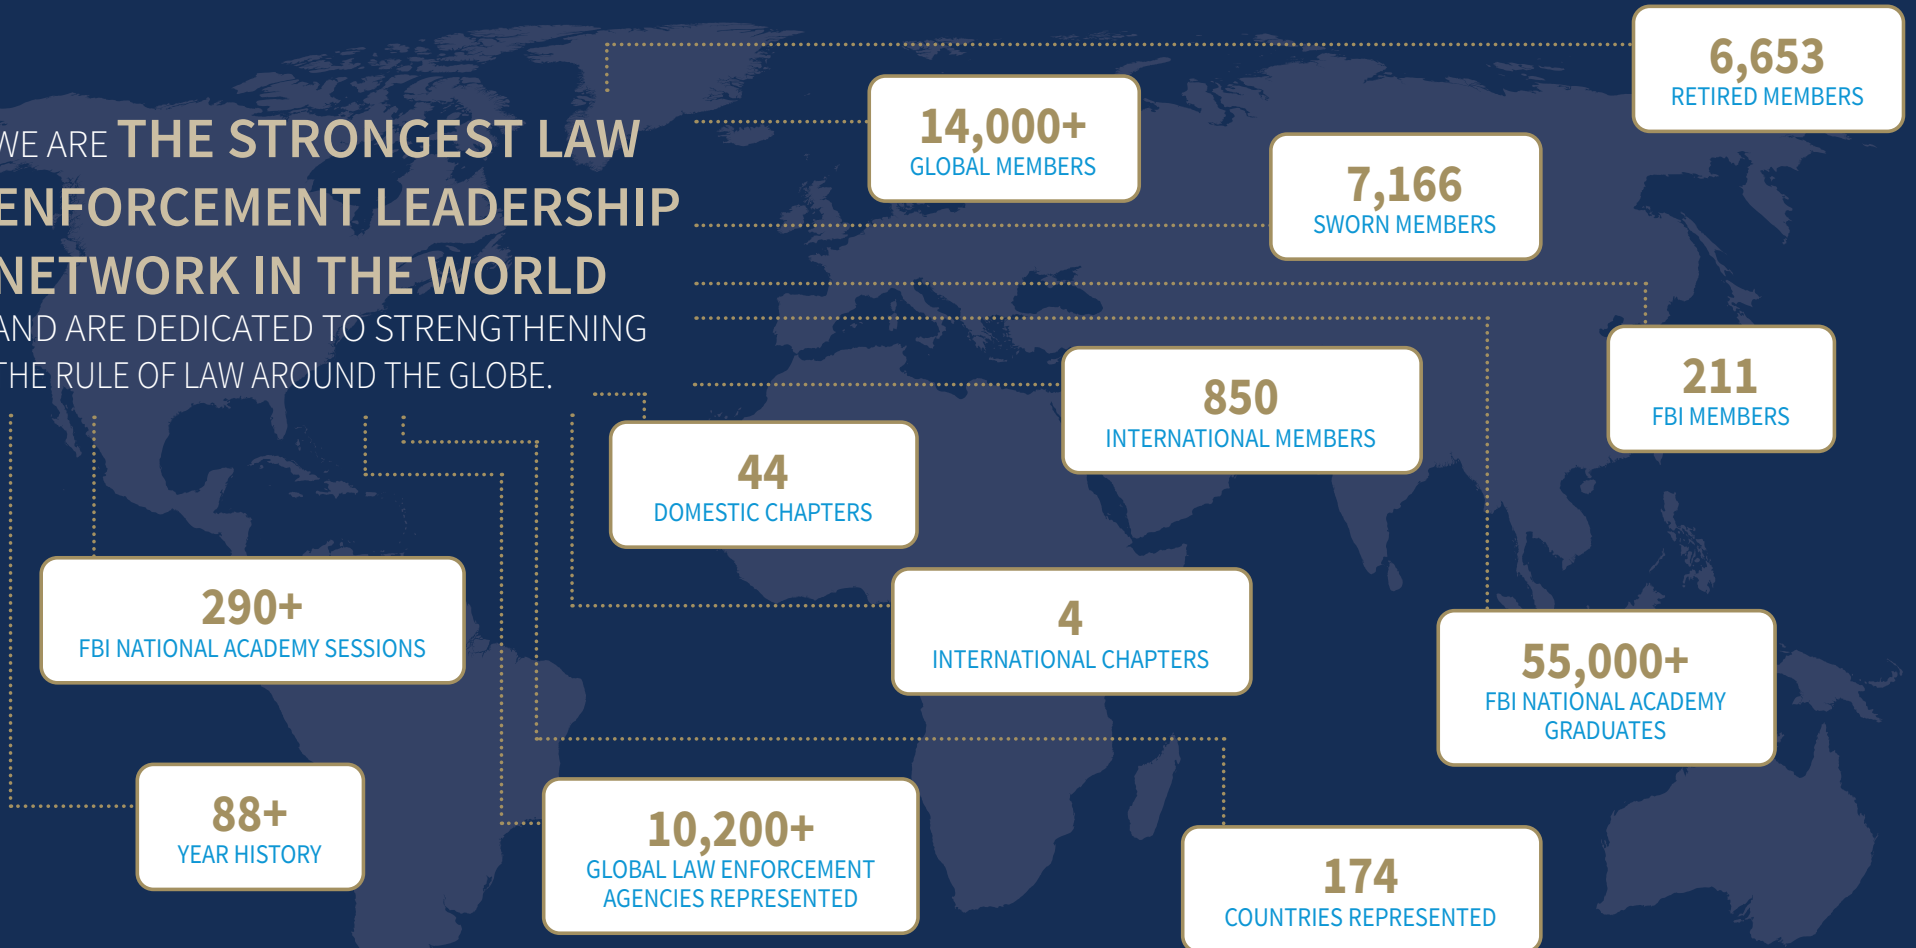 WE ARE THE STRONGEST LAW
ENFORCEMENT LEADERSHIP
NETWORK IN THE WORLD
AND ARE DEDICATED TO STRENGTHENING
THE RULE OF LAW AROUND THE GLOBE.
6,653
RETIRED MEMBERS
14,000+
GLOBAL MEMBERS
7,166
SWORN MEMBERS
211
FBI MEMBERS
850
INTERNATIONAL MEMBERS
44
DOMESTIC CHAPTERS
290+
FBI NATIONAL ACADEMY SESSIONS
4
INTERNATIONAL CHAPTERS
55,000+
FBI NATIONAL ACADEMY
GRADUATES
88+
YEAR HISTORY
10,200+
GLOBAL LAW ENFORCEMENT
AGENCIES REPRESENTED
174
COUNTRIES REPRESENTED